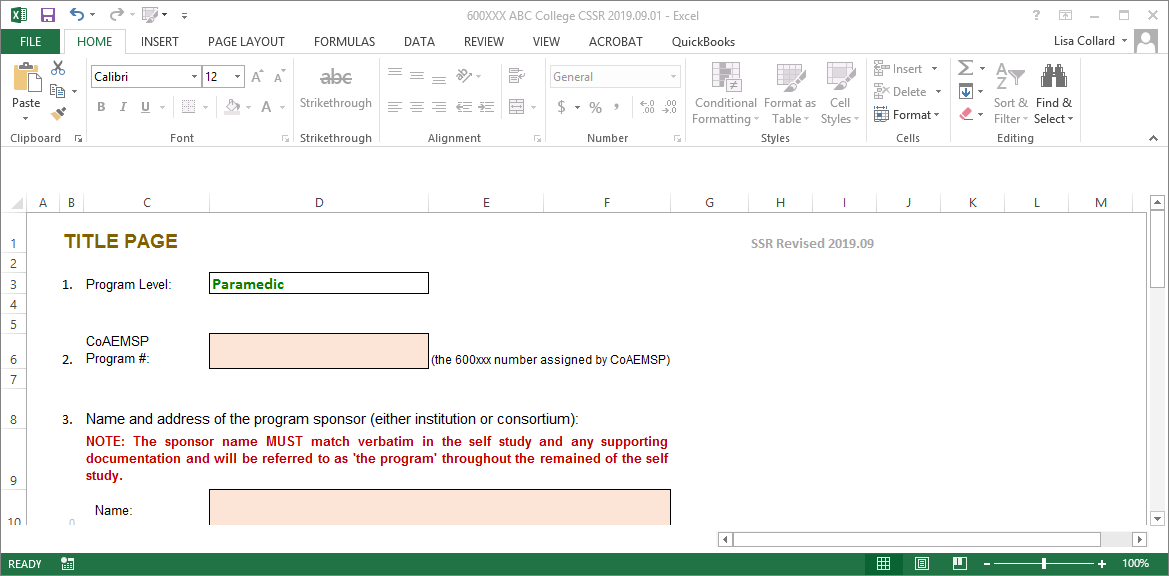 600XXX ABC College CSSR 2019.09.01 - Excel
?
FILE HOME INSERT PAGE LAYOUT FORMULAS DATA REVIEW VIEW ACROBAT QuickBooks Lisa Collard
Paste
Calibri 12
B I U A
abc
Strikethrough
General
$ % ,
Conditional Formatting
Format as Table
Cell Styles
Insert
Delete
Format
Sort & Filter
Find & Select
Clipboard Font Strikethrough Alignment Number Styles Cells Editing
A B C D E F G H I J K L M
1 TITLE PAGE SSR Revised 2019.09
2
3 1. Program Level: Paramedic
4
5
CoAEMSP
6 2. Program #: (the 600xxx number assigned by CoAEMSP)
7
8 3. Name and address of the program sponsor (either institution or consortium):
NOTE: The sponsor name MUST match verbatim in the self study and any supporting
documentation and will be referred to as 'the program' throughout the remained of the self
9 study.
10 0 Name:
READY 100%